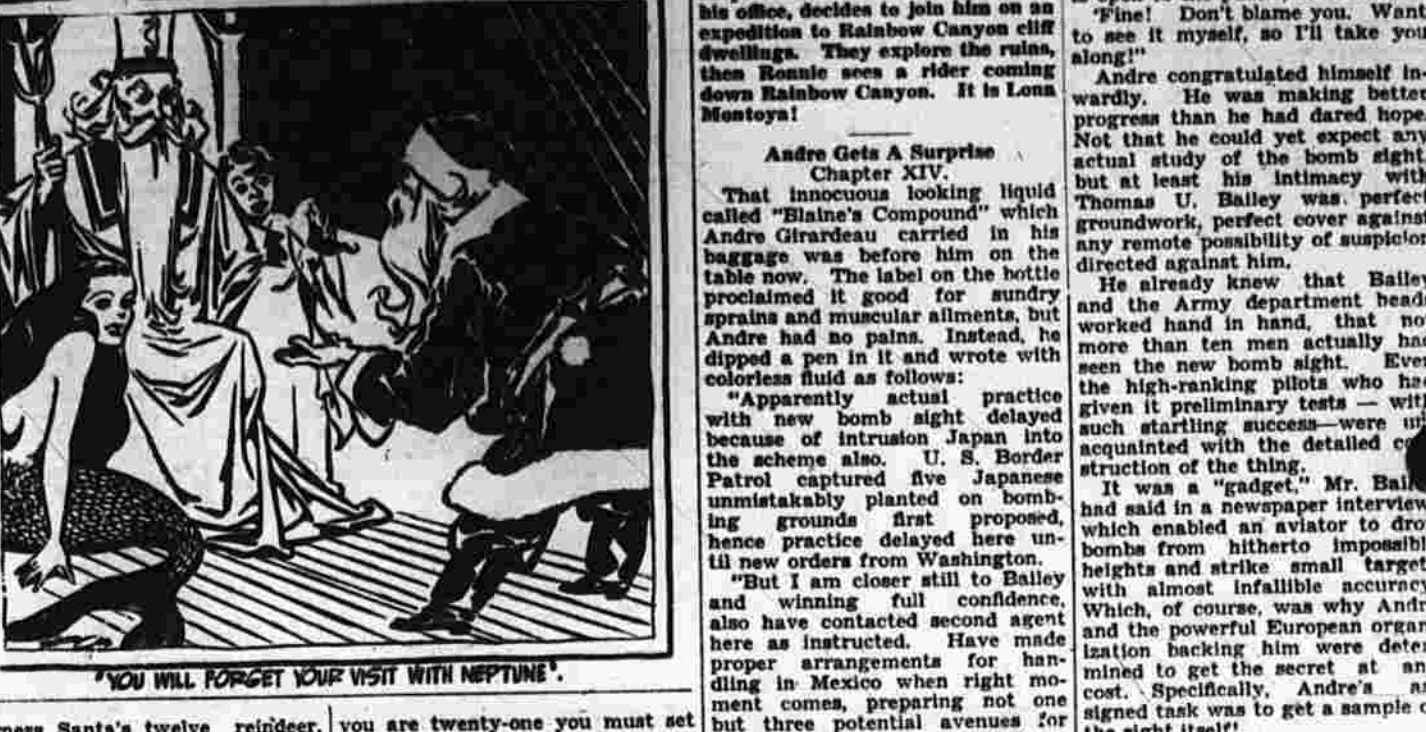 "YOU WILL FORGET YOUR VISIT WITH NEPTUNE".
Santa's twelve reindeer,
you are twenty-one you must set
his office, decides to join him on an
expedition to Rainbow Canyon cliff
dwellings. They explore the ruins,
then Ronnie sees a rider coming
down Rainbow Canyon. It is Lona
Montoya!
Andre Gets A Surprise
Chapter XIV.
That innocuous looking liquid
called "Blaine's Compound" which
Andre Girardeau carried in his
baggage was before him on the
table now. The label on the bottle
proclaimed it good for sundry
sprains and muscular ailments, but
Andre had no pains. Instead, he
dipped a pen in it and wrote with
colorless fluid as follows:
"Apparently actual practice
with new bomb sight delayed
because of intrusion Japan into
the scheme also. U. S. Border
Patrol captured five Japanese
unmistakably planted on bomb-
ing grounds first proposed,
hence practice delayed here un-
til new orders from Washington.
"But I am closer still to Bailey
and winning full confidence,
also have contacted second agent
here as instructed. Have made
proper arrangements for han-
dling in Mexico when right mo-
ment comes, preparing not one
but three potential avenues for
'Fine! Don't blame you. Want
to see it myself, so I'll take you
along!"
Andre congratulated himself in-
wardly. He was making better
progress than he had dared hope.
Not that he could yet expect any
actual study of the bomb sight
but at least his intimacy with
Thomas U. Bailey was perfect
groundwork, perfect cover agains
any remote possibility of suspicion
directed against him.
He already knew that Bailey
and the Army department head
worked hand in hand, that no
more than ten men actually had
seen the new bomb sight. Even
the high-ranking pilots who had
given it preliminary tests — with
such startling success—were un
acquainted with the detailed co
struction of the thing.
It was a "gadget," Mr. Bail
had said in a newspaper interview
which enabled an aviator to dro
bombs from hitherto impossibl
heights and strike small target
with almost infallible accuracy
Which, of course, was why Andr
and the powerful European organ
ization backing him were deter
mined to get the secret at an
cost. Specifically, Andre's as
signed task was to get a sample o
the sight itself!